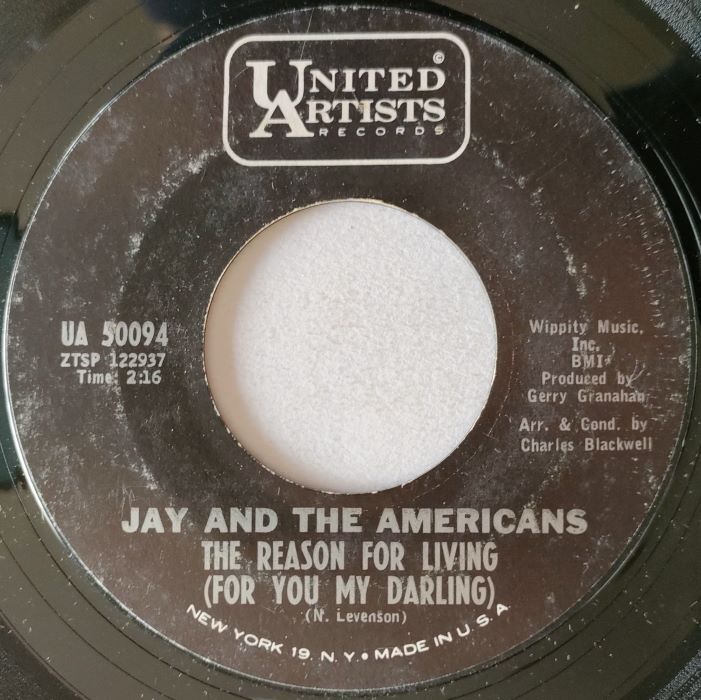 UNITED
ARTISTS
RECORDS
©
UA 50094
ZTSP 122937
Time: 2:16
Wippity Music,
Inc.
BMI
Produced by
Gerry Granahan
Arr. & Cond. by
Charles Blackwell
JAY AND THE AMERICANS
THE REASON FOR LIVING
(FOR YOU MY DARLING)
(N. Levenson)
NEW YORK 19, N.Y. • MADE IN U.S.A.